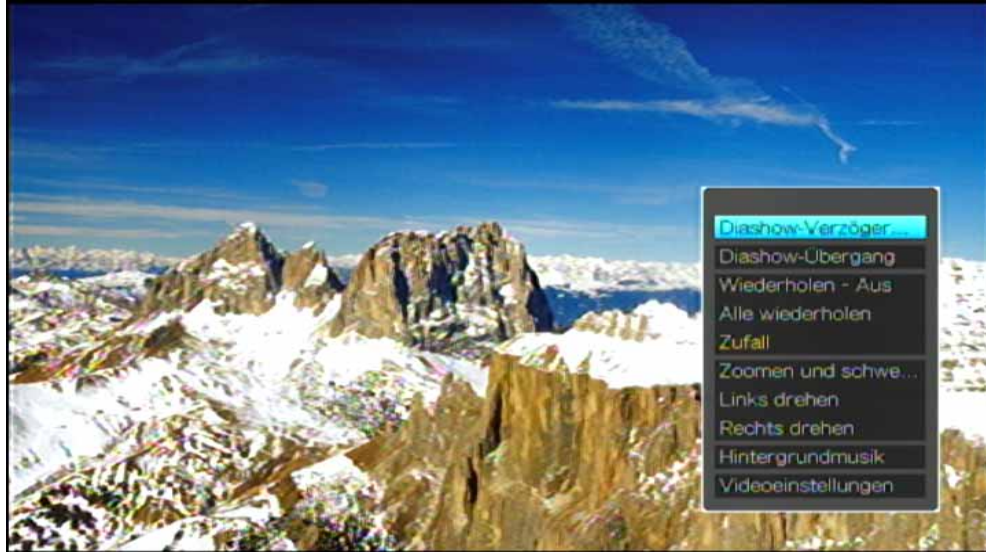 Diashow-Verzöger...
Diashow-Übergang
Wiederholen - Aus
Alle wiederholen
Zufall
Zoomen und schwe...
Links drehen
Rechts drehen
Hintergrundmusik
Videoeinstellungen